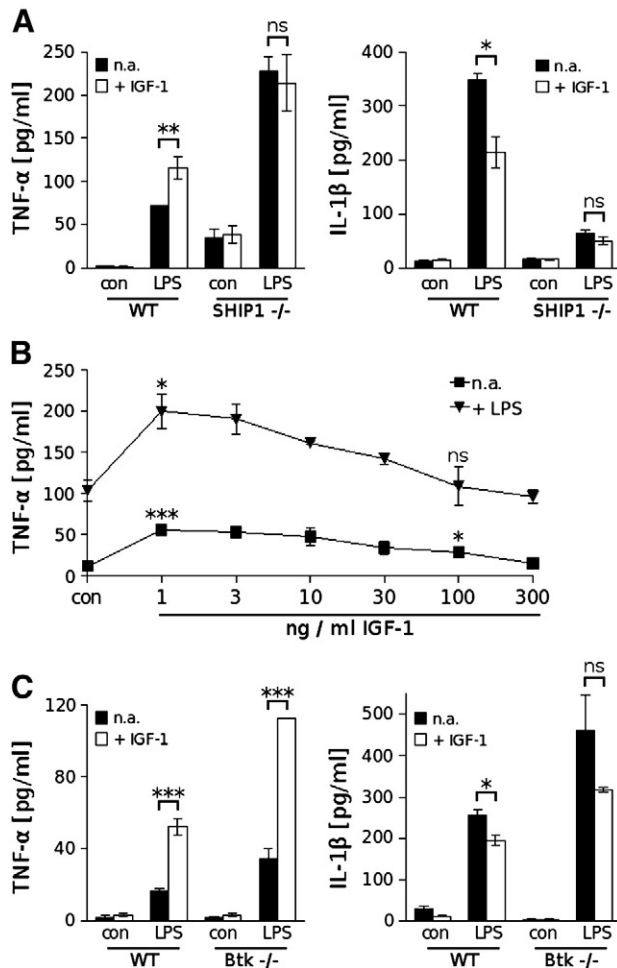 A
TNF-α [pg/ml]
250
200
150
100
50
0
n.a.
+ IGF-1
**
ns
con LPS con LPS
WT SHIP1 -/-
IL-1β [pg/ml]
400
300
200
100
0
n.a.
+ IGF-1
*
ns
con LPS con LPS
WT SHIP1 -/-
B
TNF-α [pg/ml]
250
200
150
100
50
0
n.a.
+ LPS
*
ns
***
*
con 1 3 10 30 100 300
ng / ml IGF-1
C
TNF-α [pg/ml]
120
80
40
0
n.a.
+ IGF-1
***
***
con LPS con LPS
WT Btk -/-
IL-1β [pg/ml]
500
400
300
200
100
0
n.a.
+ IGF-1
*
ns
con LPS con LPS
WT Btk -/-